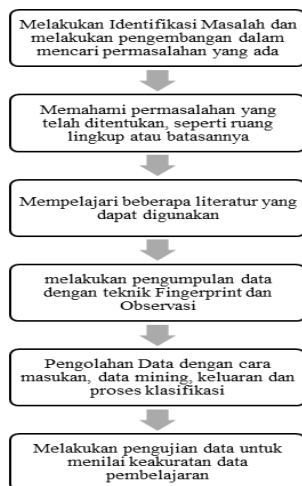 Melakukan Identifikasi Masalah dan
melakukan pengembangan dalam
mencari permasalahan yang ada
Memahami permasalahan yang
telah ditentukan, seperti ruang
lingkup atau batasannya
Mempelajari beberapa literatur yang
dapat digunakan
melakukan pengumpulan data
dengan teknik Fingerprint dan
Observasi
Pengolahan Data dengan cara
masukan, data mining, keluaran dan
proses klasifikasi
Melakukan pengujian data untuk
menilai keakuratan data
pembelajaran